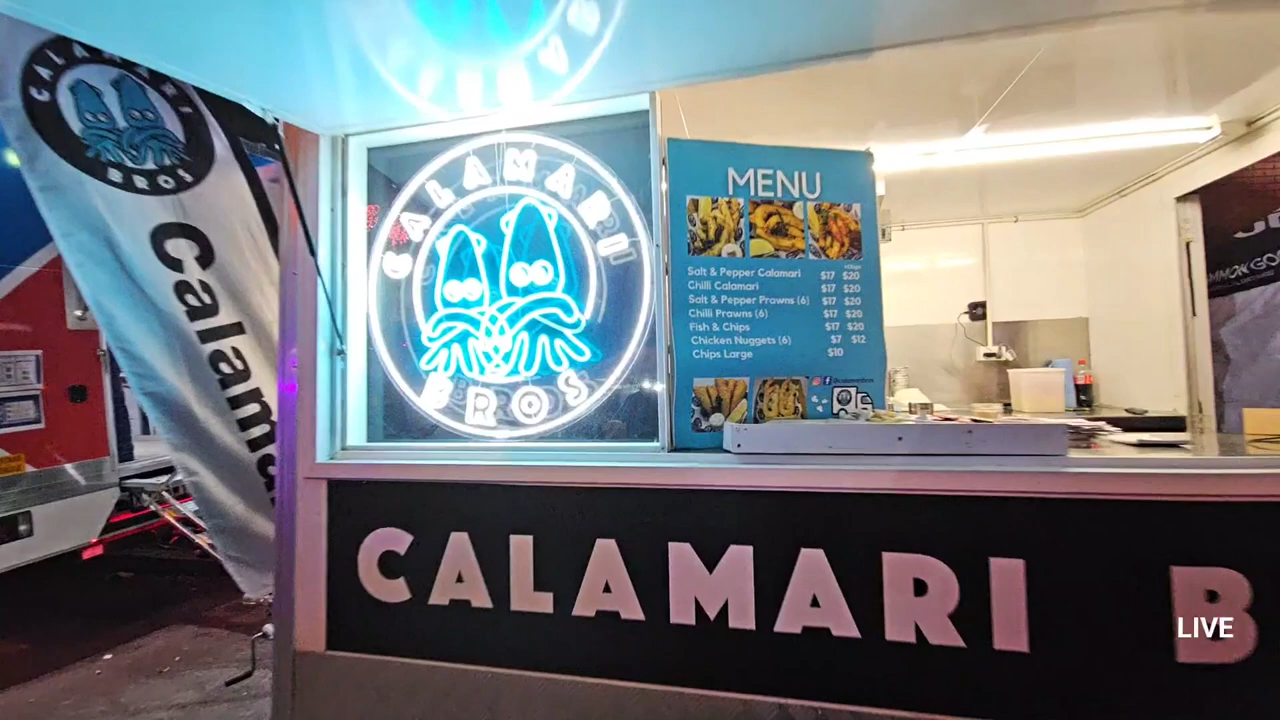 CALAMARI
BROS
Calama
CALAMARI
BROS
MENU
+Chips
Salt & Pepper Calamari $17 $20
Chilli Calamari $17 $20
Salt & Pepper Prawns (6) $17 $20
Chilli Prawns (6) $17 $20
Fish & Chips $17 $20
Chicken Nuggets (6) $7 $12
Chips Large $10
@calamaribros
CALAMARI B
LIVE